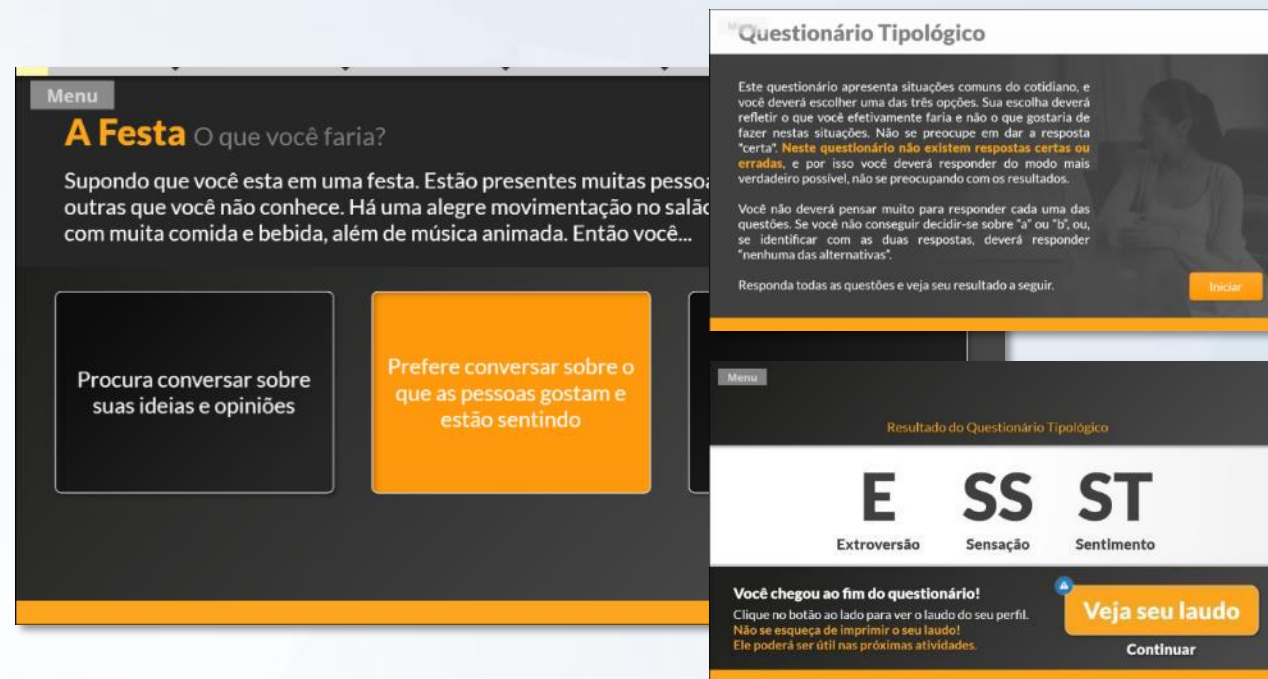 Menu
A Festa O que você faria?
Supondo que você esta em uma festa. Estão presentes muitas
outras que você não conhece. Há uma alegre movimentação no salão
com muita comida e bebida, além de música animada. Então você...
Procura conversar sobre
suas ideias e opiniões
Prefere conversar sobre o
que as pessoas gostam e
estão sentindo
Questionário Tipológico
Este questionário apresenta situações comuns do cotidiano, e
você deverá escolher uma das três opções. Sua escolha deverá
refletir o que você efetivamente faria e não o que gostaria de
fazer nestas situações. Não se preocupe em dar a resposta
"certa". Neste questionário não existem respostas certas ou
erradas, e por isso você deverá responder do modo mais
verdadeiro possível, não se preocupando com os resultados.
Você não deverá pensar muito para responder cada uma das
questões. Se você não conseguir decidir-se sobre "a" ou "b", ou,
se identificar com as duas respostas, deverá responder
"nenhuma das alternativas".
Responda todas as questões e veja seu resultado a seguir.
Iniciar
Menu
Resultado do Questionário Tipológico
E SS ST
Extroversão Sensação Sentimento
Você chegou ao fim do questionário!
Clique no botão ao lado para ver o laudo do seu perfil.
Não se esqueça de imprimir o seu laudo!
Ele poderá ser útil nas próximas atividades.
Veja seu laudo
Continuar